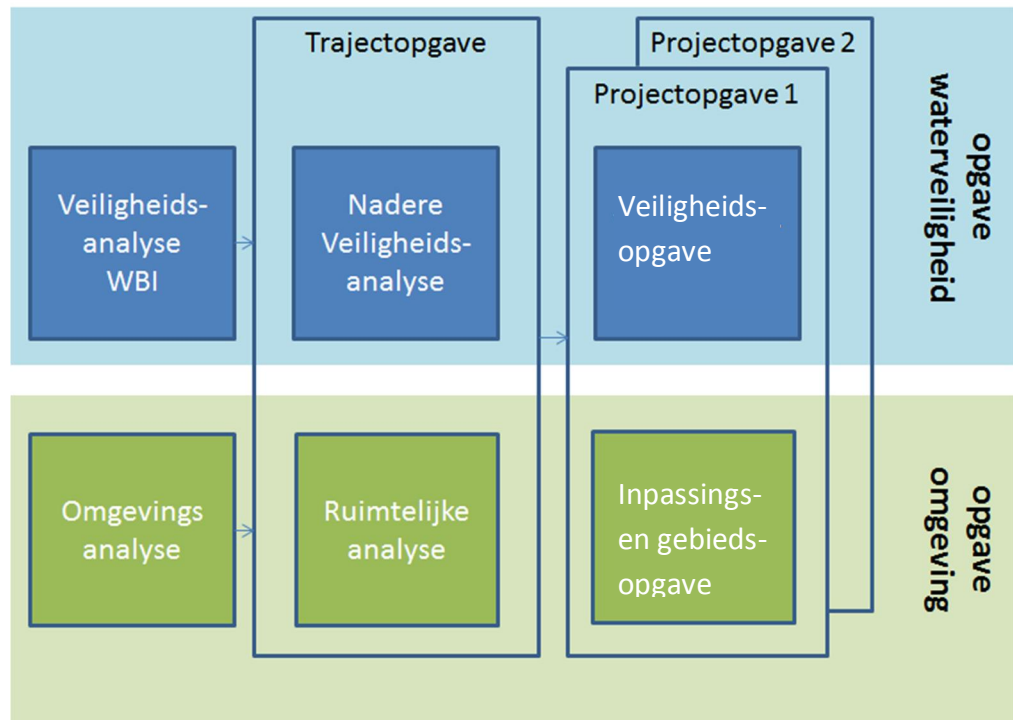 Trajectopgave
Projectopgave 2
Projectopgave 1
opgave
waterveiligheid
Veiligheids-
analyse
WBI
Nadere
Veiligheids-
analyse
Veiligheids-
opgave
Omgevings
analyse
Ruimtelijke
analyse
Inpassings-
en gebieds-
opgave
opgave
omgeving